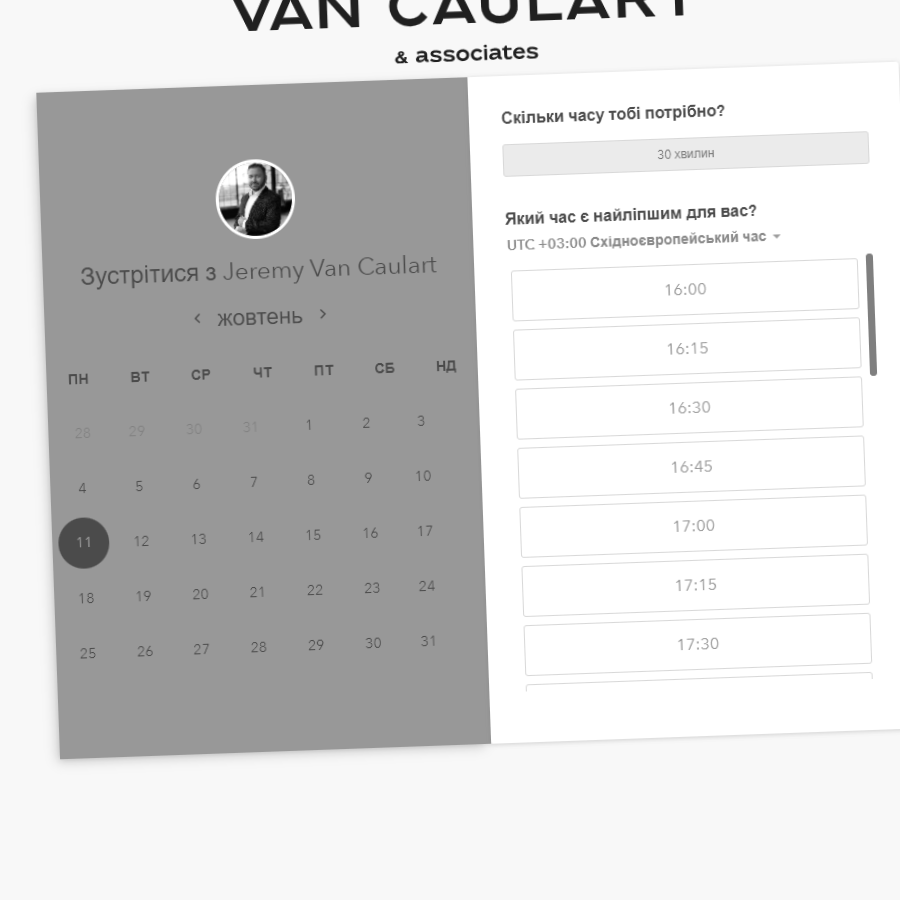 VAN CAULART
& associates
Зустрітися з Jeremy Van Caulart
‹ жовтень ›
ПН ВТ СР ЧТ ПТ СБ НД
28 29 30 31 1 2 3
4 5 6 7 8 9 10
11 12 13 14 15 16 17
18 19 20 21 22 23 24
25 26 27 28 29 30 31
Скільки часу тобі потрібно?
30 хвилин
Який час є найліпшим для вас?
UTC +03:00 Східноєвропейський час
16:00
16:15
16:30
16:45
17:00
17:15
17:30